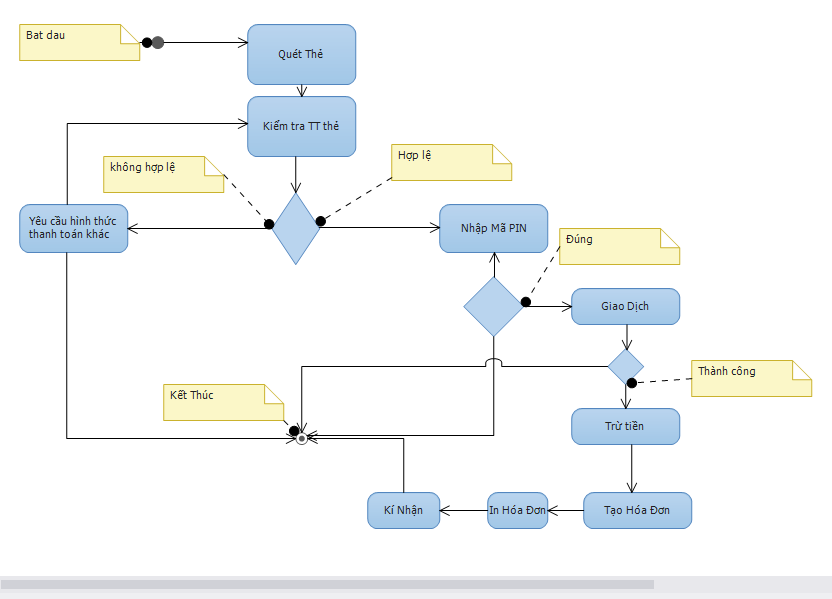 Bat dau
Quét Thẻ
Kiểm tra TT thẻ
không hợp lệ
Hợp lệ
Yêu cầu hình thức
thanh toán khác
Nhập Mã PIN
Đúng
Giao Dịch
Thành công
Kết Thúc
Trừ tiền
Kí Nhận
In Hóa Đơn
Tạo Hóa Đơn